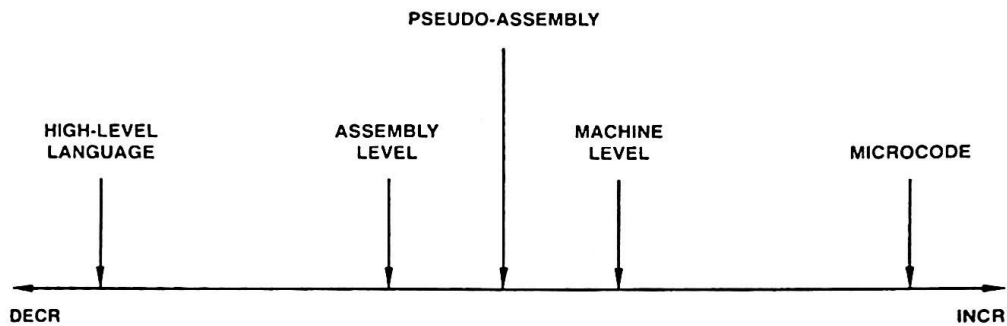 PSEUDO-ASSEMBLY
HIGH-LEVEL
LANGUAGE
ASSEMBLY
LEVEL
MACHINE
LEVEL
MICROCODE
DECR
INCR